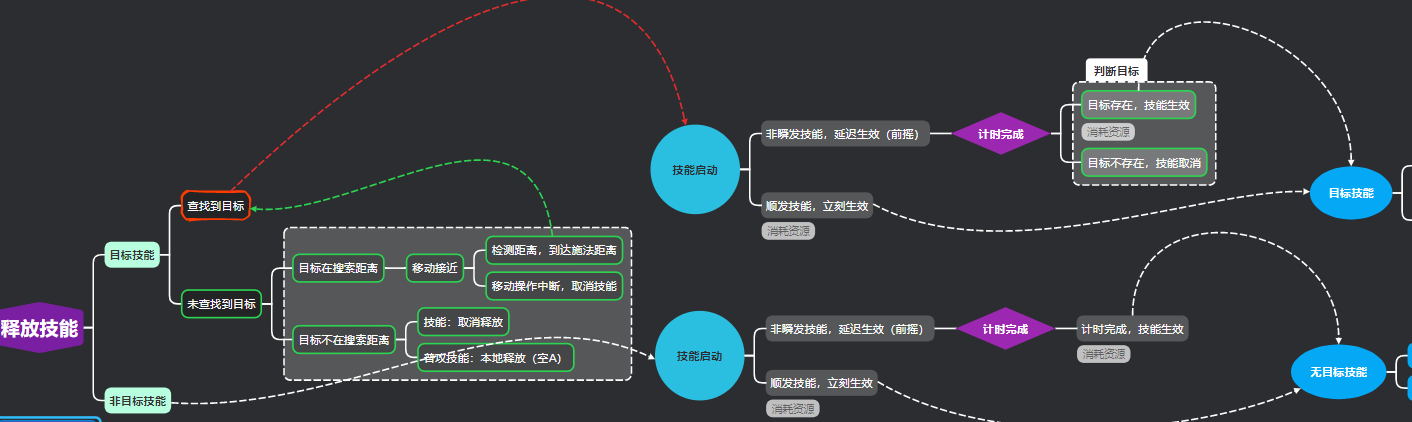 释放技能
目标技能
查找到目标
未查找到目标
目标在搜索距离
移动接近
检测距离，到达施法距离
移动操作中断，取消技能
目标不在搜索距离
技能：取消释放
普攻技能：本地释放（空A）
非目标技能
技能启动
非瞬发技能，延迟生效（前摇）
计时完成
判断目标
目标存在，技能生效
消耗资源
目标不存在，技能取消
顺发技能，立刻生效
消耗资源
目标技能
技能启动
非瞬发技能，延迟生效（前摇）
计时完成
计时完成，技能生效
消耗资源
顺发技能，立刻生效
消耗资源
无目标技能